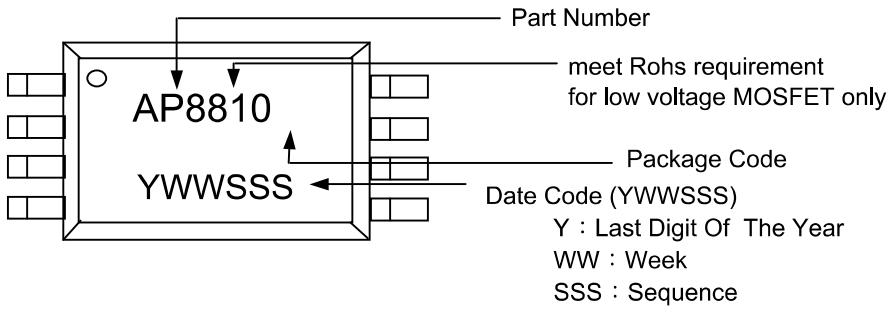 Part Number
meet Rohs requirement
for low voltage MOSFET only
AP8810
Package Code
YWWSSS
Date Code (YWWSSS)
Y : Last Digit Of The Year
WW : Week
SSS : Sequence